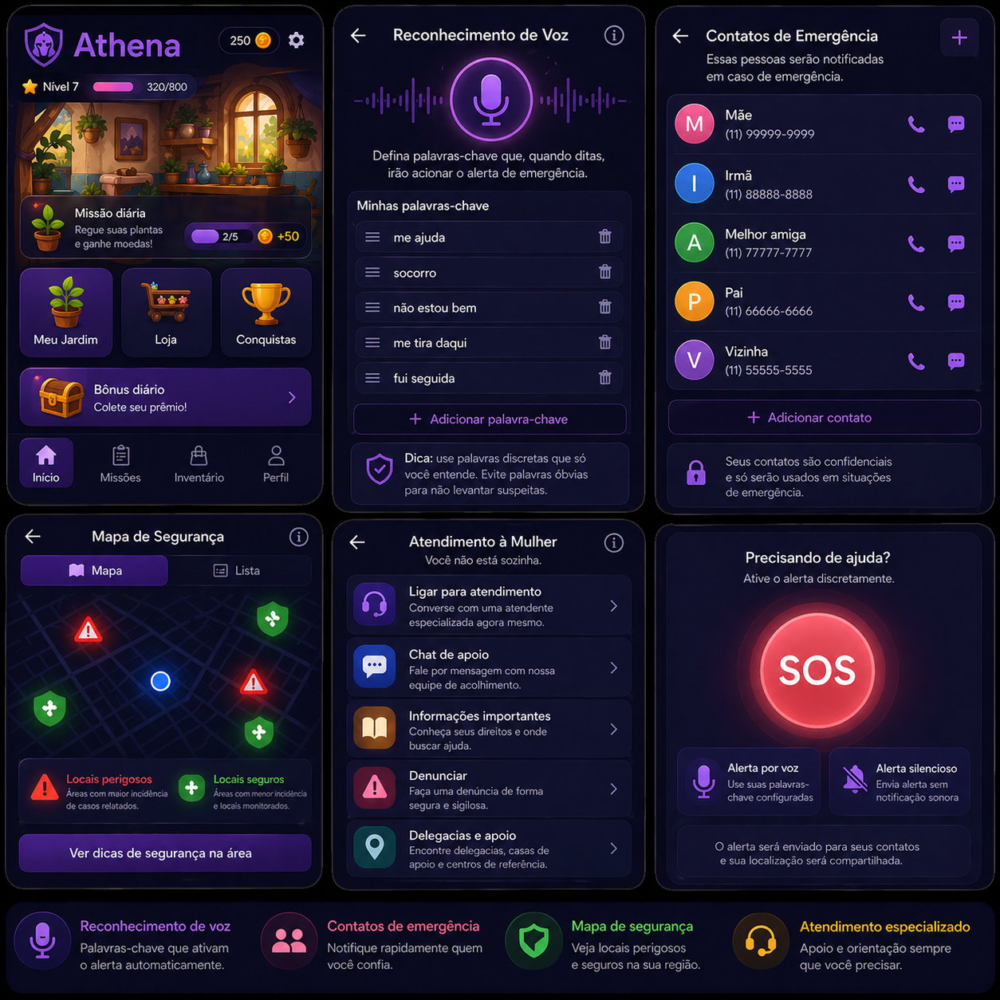 Athena
250
Nível 7
320/800
Missão diária
Regue suas plantas
e ganhe moedas!
2/5
+50
Meu Jardim
Loja
Conquistas
Bônus diário
Colete seu prêmio!
Início
Missões
Inventário
Perfil
Reconhecimento de Voz
Defina palavras-chave que, quando ditas,
irão acionar o alerta de emergência.
Minhas palavras-chave
me ajuda
socorro
não estou bem
me tira daqui
fui seguida
+ Adicionar palavra-chave
Dica: use palavras discretas que só
você entende. Evite palavras óbvias
para não levantar suspeitas.
Contatos de Emergência
Essas pessoas serão notificadas
em caso de emergência.
M
Mãe
(11) 99999-9999
I
Irmã
(11) 88888-8888
A
Melhor amiga
(11) 77777-7777
P
Pai
(11) 66666-6666
V
Vizinha
(11) 55555-5555
+ Adicionar contato
Seus contatos são confidenciais
e só serão usados em situações
de emergência.
Mapa de Segurança
Mapa
Lista
Locais perigosos
Áreas com maior incidência
de casos relatados.
Locais seguros
Áreas com menor incidência
e locais monitorados.
Ver dicas de segurança na área
Atendimento à Mulher
Você não está sozinha.
Ligar para atendimento
Converse com uma atendente
especializada agora mesmo.
Chat de apoio
Fale por mensagem com nossa
equipe de acolhimento.
Informações importantes
Conheça seus direitos e onde
buscar ajuda.
Denunciar
Faça uma denúncia de forma
segura e sigilosa.
Delegacias e apoio
Encontre delegacias, casas de
apoio e centros de referência.
Precisando de ajuda?
Ative o alerta discretamente.
SOS
Alerta por voz
Use suas palavras-
chave configuradas
Alerta silencioso
Envia alerta sem
notificação sonora
O alerta será enviado para seus contatos
e sua localização será compartilhada.
Reconhecimento de voz
Palavras-chave que ativam
o alerta automaticamente.
Contatos de emergência
Notifique rapidamente quem
você confia.
Mapa de segurança
Veja locais perigosos
e seguros na sua região.
Atendimento especializado
Apoio e orientação sempre
que você precisar.